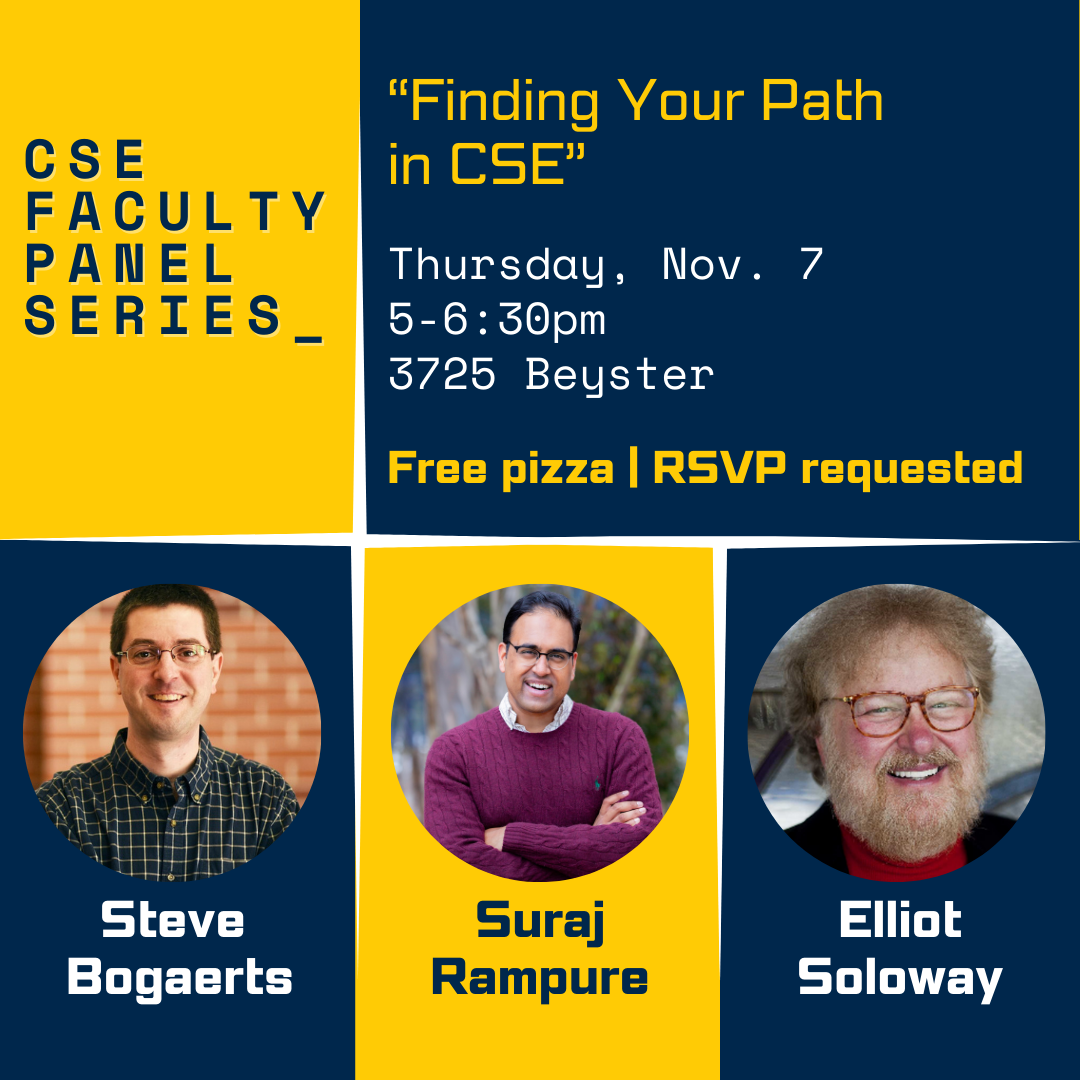 CSE
FACULTY
PANEL
SERIES_
“Finding Your Path
in CSE”
Thursday, Nov. 7
5-6:30pm
3725 Beyster
Free pizza | RSVP requested
Steve
Bogaerts
Suraj
Rampure
Elliot
Soloway